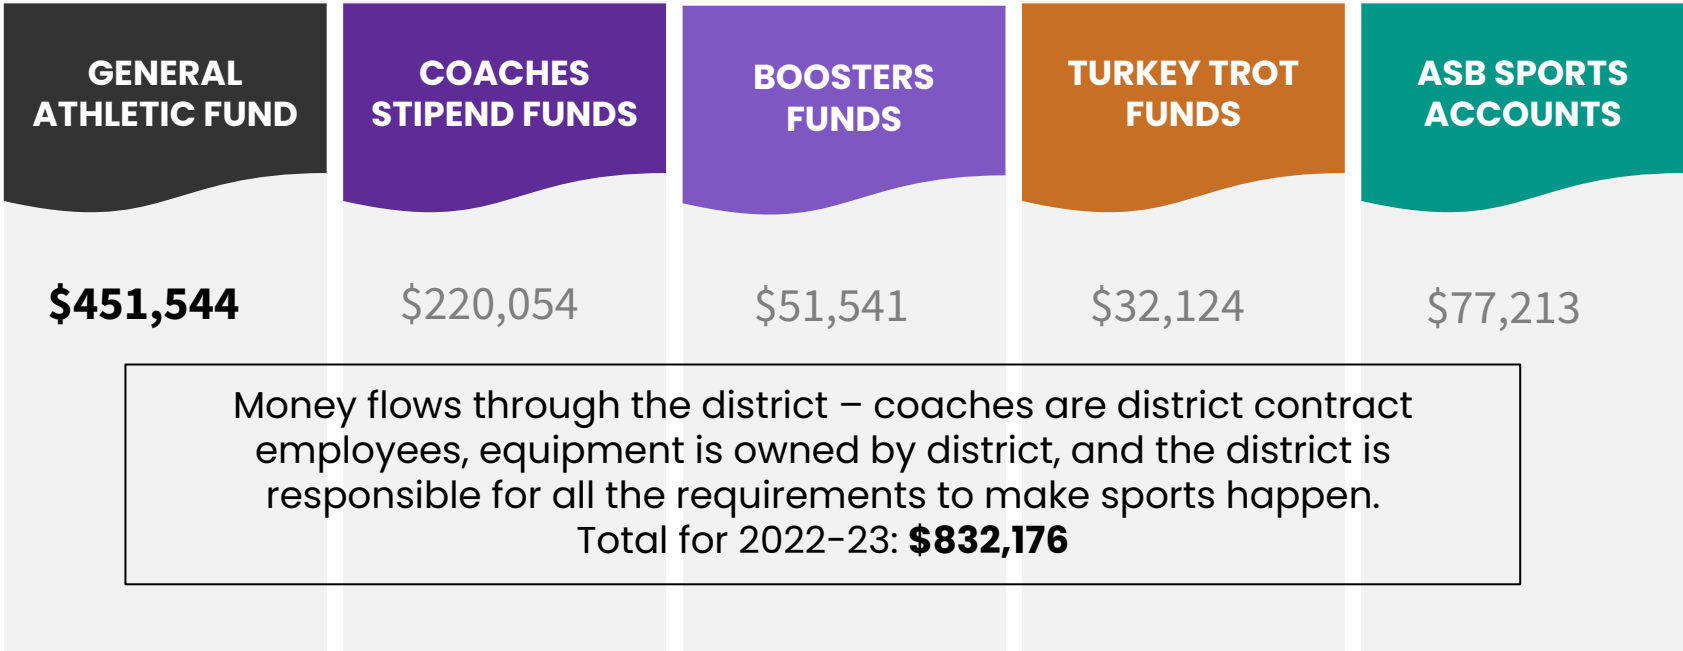 GENERAL
ATHLETIC FUND
COACHES
STIPEND FUNDS
BOOSTERS
FUNDS
TURKEY TROT
FUNDS
ASB SPORTS
ACCOUNTS
$451,544
$220,054
$51,541
$32,124
$77,213
Money flows through the district – coaches are district contract
employees, equipment is owned by district, and the district is
responsible for all the requirements to make sports happen.
Total for 2022-23: $832,176